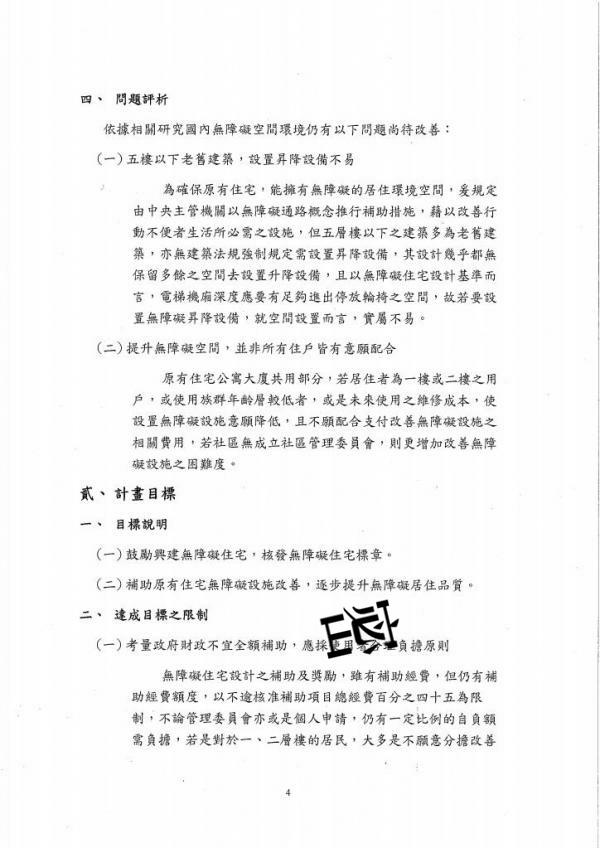 四、 問題評析
依據相關研究國內無障礙空間環境仍有以下問題尚待改善：
(一)五樓以下老舊建築，設置昇降設備不易
為確保原有住宅，能擁有無障礙的居住環境空間，爰規定
由中央主管機關以無障礙通路概念推行補助措施，藉以改善行
動不便者生活所必需之設施，但五層樓以下之建築多為老舊建
築，亦無建築法規強制規定需設置昇降設備，其設計幾乎都無
保留多餘之空間去設置升降設備，且以無障礙住宅設計基準而
言，電梯機廂深度應要有足夠進出停放輪椅之空間，故若要設
置無障礙昇降設備，就空間設置而言，實屬不易。
(二)提升無障礙空間，並非所有住戶皆有意願配合
原有住宅公寓大廈共用部分，若居住者為一樓或二樓之用
戶，或使用族群年齡層較低者，或是未來使用之維修成本，使
設置無障礙設施意願降低，且不願配合支付改善無障礙設施之
相關費用，若社區無成立社區管理委員會，則更增加改善無障
礙設施之困難度。
貳、計畫目標
一、 目標說明
(一)鼓勵興建無障礙住宅，核發無障礙住宅標章。
(二)補助原有住宅無障礙設施改善，逐步提升無障礙居住品質。
二、 達成目標之限制
(一)考量政府財政不宜全額補助，應採使用者分擔負擔原則
無障礙住宅設計之補助及獎勵，雖有補助經費，但仍有補
助經費額度，以不逾核准補助項目總經費百分之四十五為限
制，不論管理委員會亦或是個人申請，仍有一定比例的自負額
需負擔，若是對於一、二層樓的居民，大多是不願意分擔改善
4